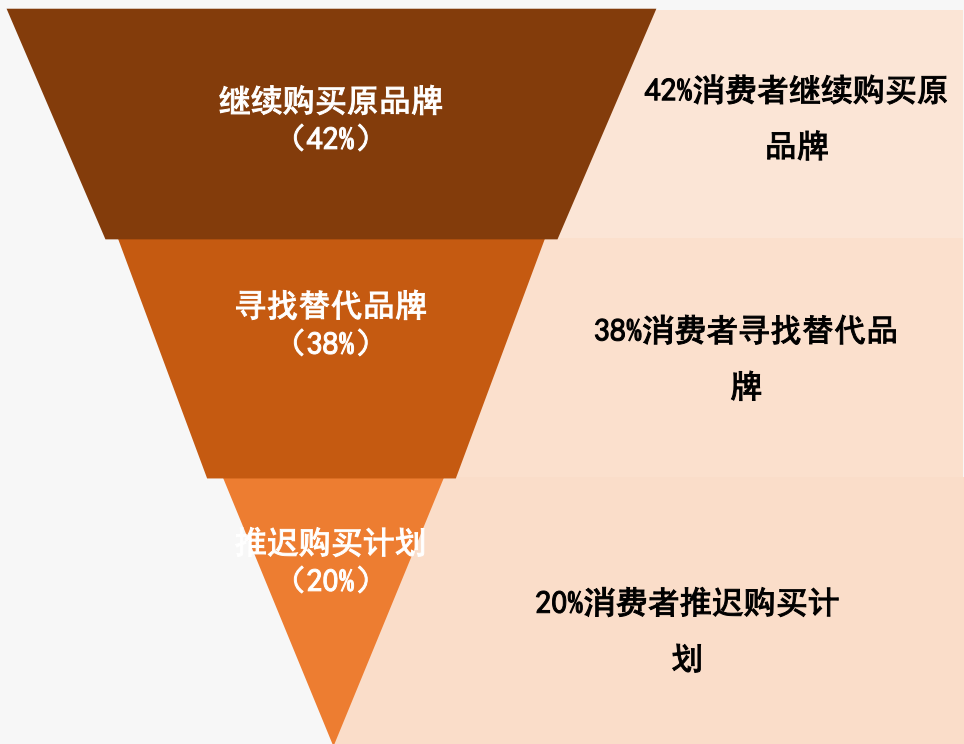 继续购买原品牌
（42%）
42%消费者继续购买原
品牌
寻找替代品牌
（38%）
38%消费者寻找替代品
牌
推迟购买计划
（20%）
20%消费者推迟购买计
划